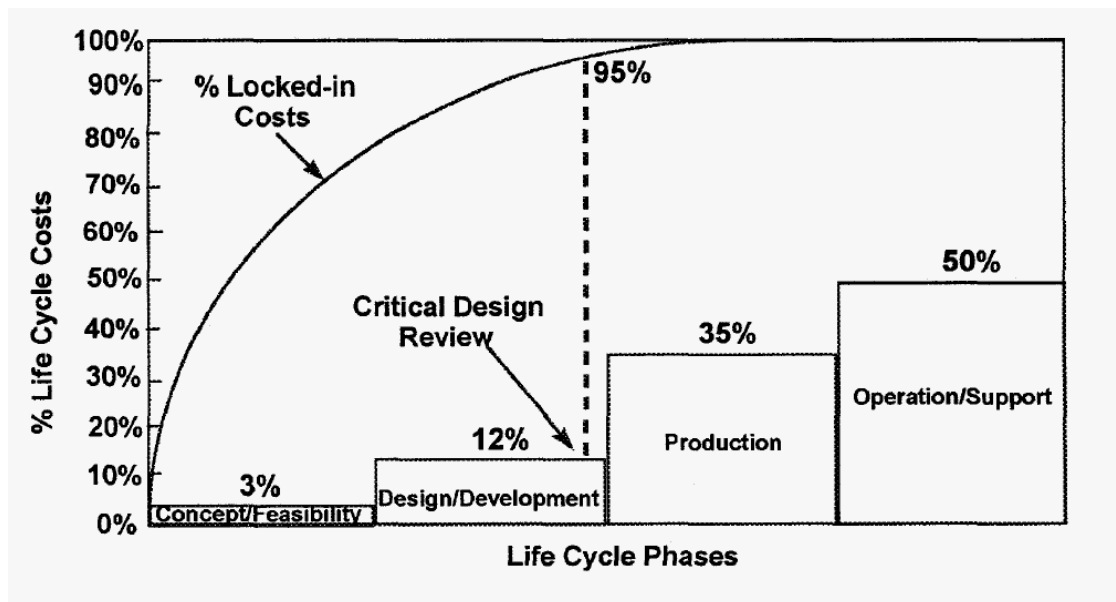 100%
90%
80%
70%
60%
50%
40%
30%
20%
10%
0%
% Life Cycle Costs
% Locked-in
Costs
95%
Critical Design
Review
3%
Concept/Feasibility
12%
Design/Development
35%
Production
50%
Operation/Support
Life Cycle Phases